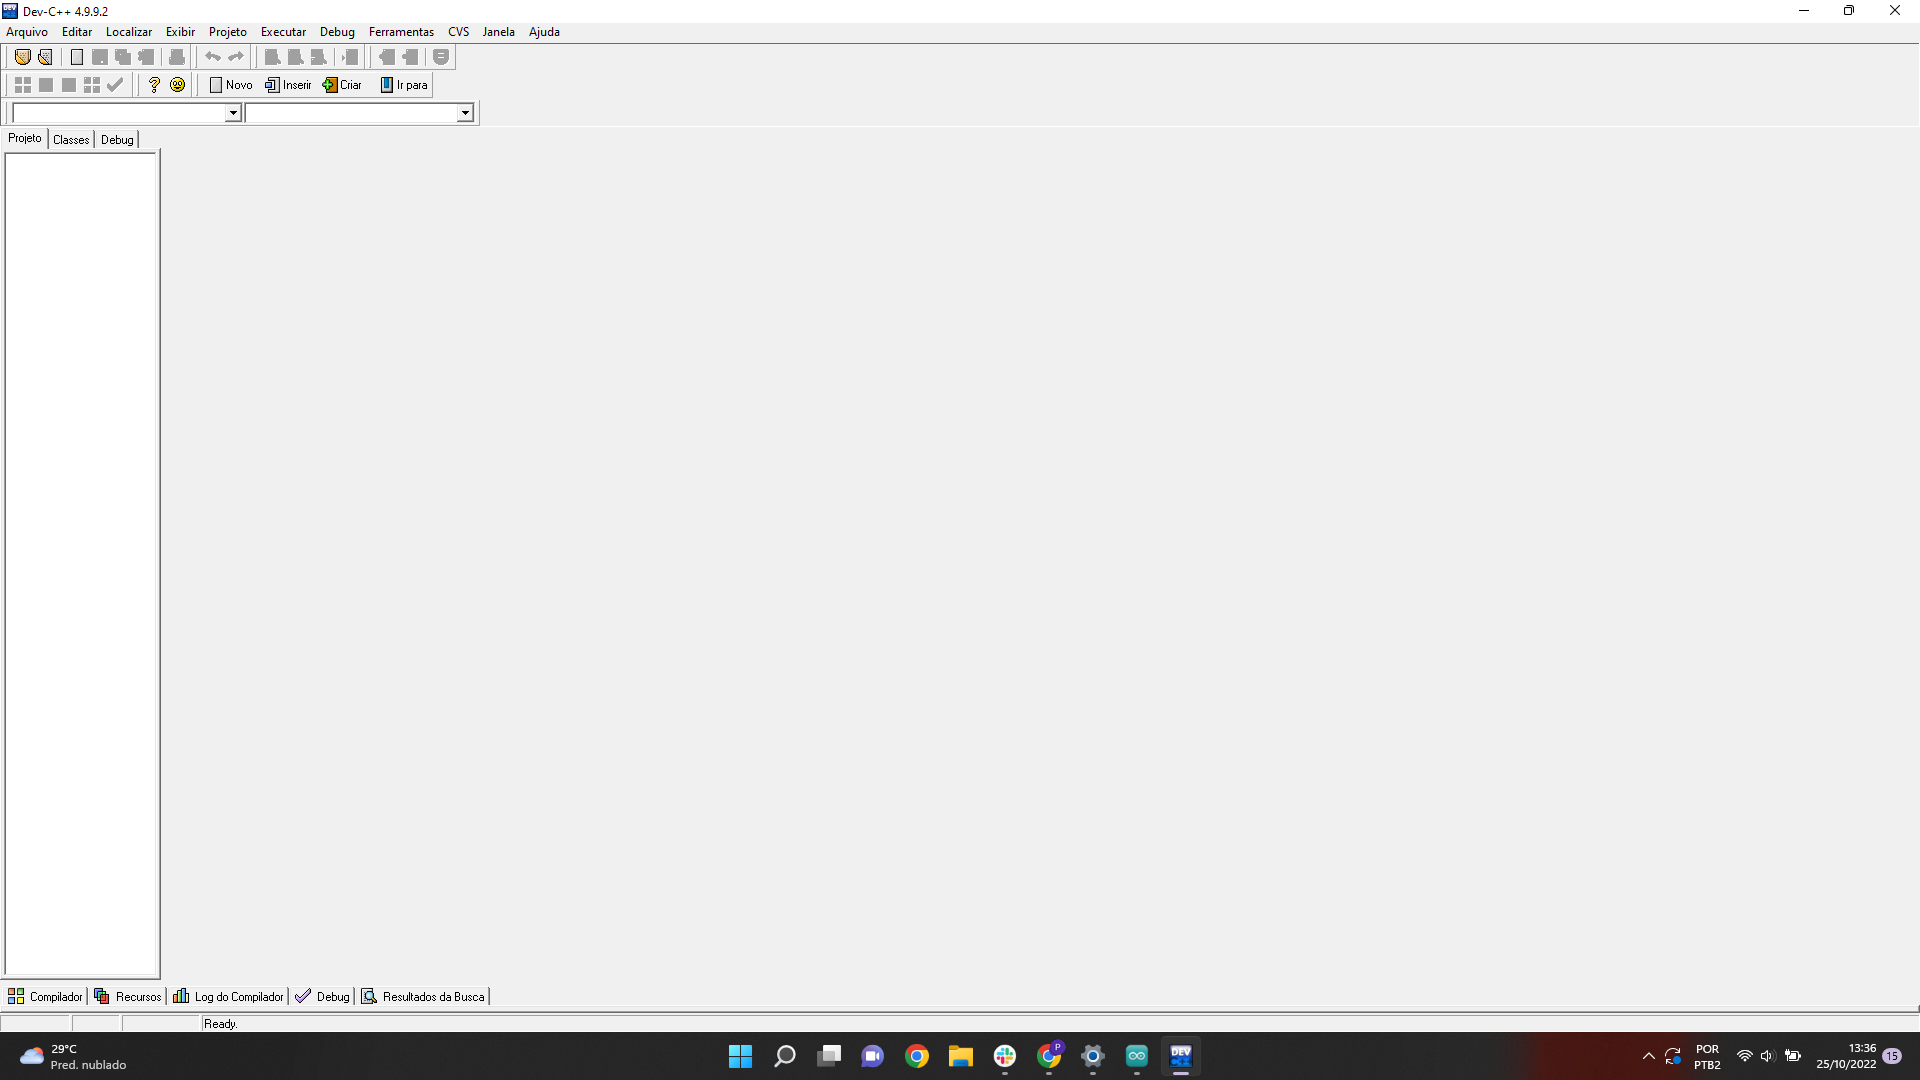 Dev-C++ 4.9.9.2
Arquivo Editar Localizar Exibir Projeto Executar Debug Ferramentas CVS Janela Ajuda
Novo Inserir Criar Ir para
Projeto Classes Debug
Compilador Recursos Log do Compilador Debug Resultados da Busca
Ready.
29°C
Pred. nublado
DEV
P
POR
PTB2
13:36
25/10/2022
15